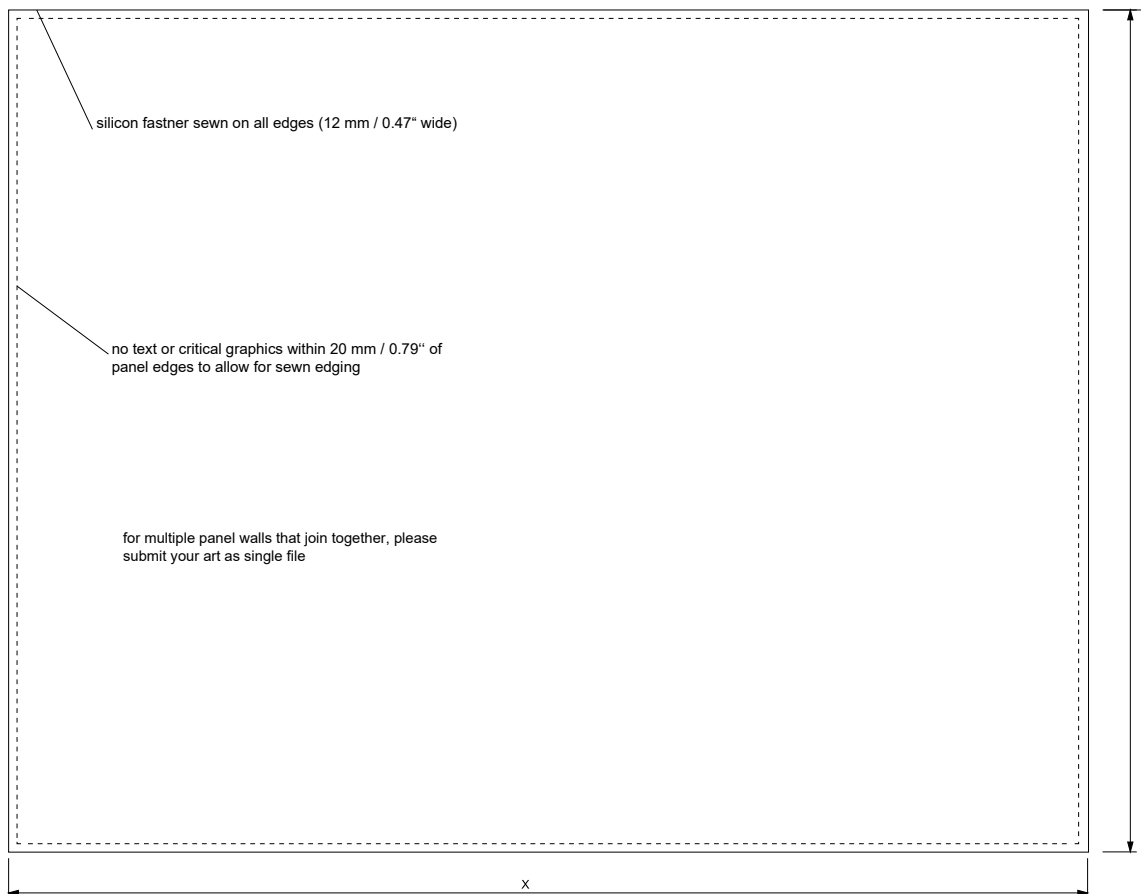 silicon fastner sewn on all edges (12 mm / 0.47“ wide)
no text or critical graphics within 20 mm / 0.79‘‘ of
panel edges to allow for sewn edging
for multiple panel walls that join together, please
submit your art as single file
X